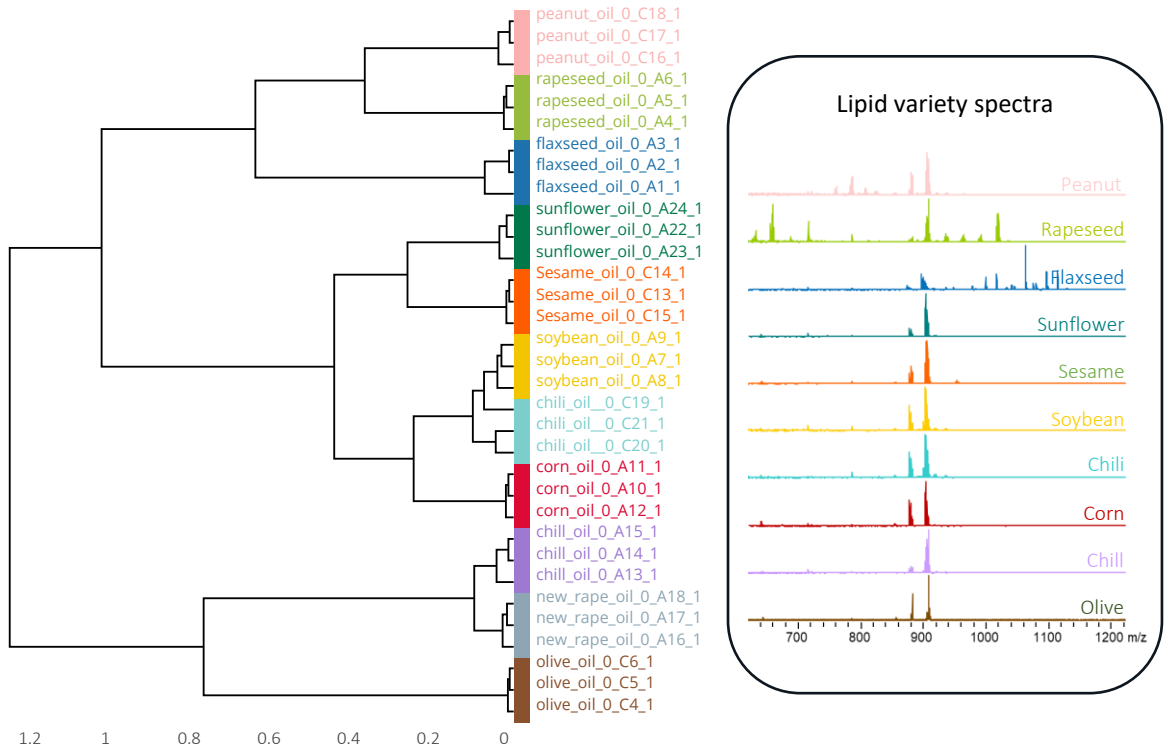 peanut_oil_0_C18_1
peanut_oil_0_C17_1
peanut_oil_0_C16_1
rapeseed_oil_0_A6_1
rapeseed_oil_0_A5_1
rapeseed_oil_0_A4_1
flaxseed_oil_0_A3_1
flaxseed_oil_0_A2_1
flaxseed_oil_0_A1_1
sunflower_oil_0_A24_1
sunflower_oil_0_A22_1
sunflower_oil_0_A23_1
Sesame_oil_0_C14_1
Sesame_oil_0_C13_1
Sesame_oil_0_C15_1
soybean_oil_0_A9_1
soybean_oil_0_A7_1
soybean_oil_0_A8_1
chili_oil__0_C19_1
chili_oil__0_C21_1
chili_oil_0_C20_1
corn_oil_0_A11_1
corn_oil_0_A10_1
corn_oil_0_A12_1
chill_oil_0_A15_1
chill_oil_0_A14_1
chill_oil_0_A13_1
new_rape_oil_0_A18_1
new_rape_oil_0_A17_1
new_rape_oil_0_A16_1
olive_oil_0_C6_1
olive_oil_0_C5_1
olive_oil_0_C4_1
1.2 1 0.8 0.6 0.4 0.2 0
Lipid variety spectra
Peanut
Rapeseed
Flaxseed
Sunflower
Sesame
Soybean
Chili
Corn
Chill
Olive
700 800 900 1000 1100 1200 m/z